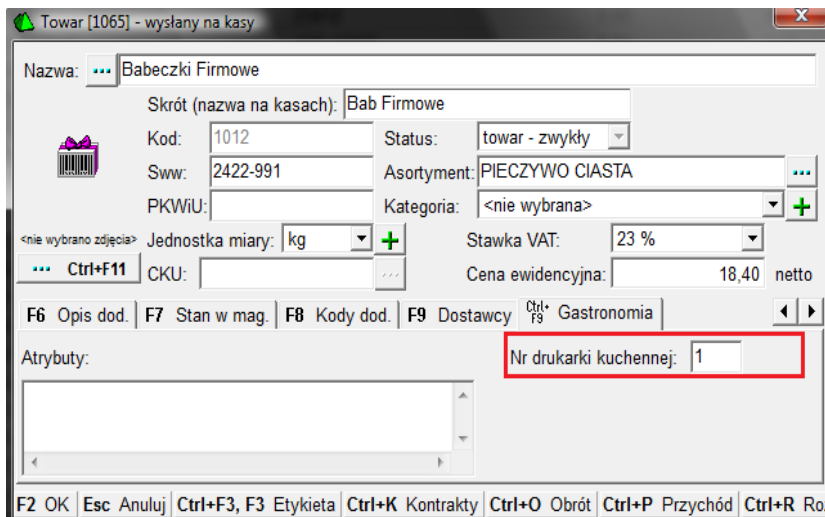 Towar [1065] - wysłany na kasy
Nazwa: ... Babeczki Firmowe
Skrót (nazwa na kasach): Bab Firmowe
Kod: 1012 Status: towar - zwykły
Sww: 2422-991 Asortyment: PIECZYWO CIASTA ...
PKWiU: Kategoria: <nie wybrana>
<nie wybrano zdjęcia> Jednostka miary: kg Stawka VAT: 23 %
... Ctrl+F11 CKU: ... Cena ewidencyjna: 18,40 netto
F6 Opis dod. F7 Stan w mag. F8 Kody dod. F9 Dostawcy Ctrl+F9 Gastronomia
Atrybuty: Nr drukarki kuchennej: 1
F2 OK Esc Anuluj Ctrl+F3, F3 Etykieta Ctrl+K Kontrakty Ctrl+O Obrót Ctrl+P Przychód Ctrl+R Ro